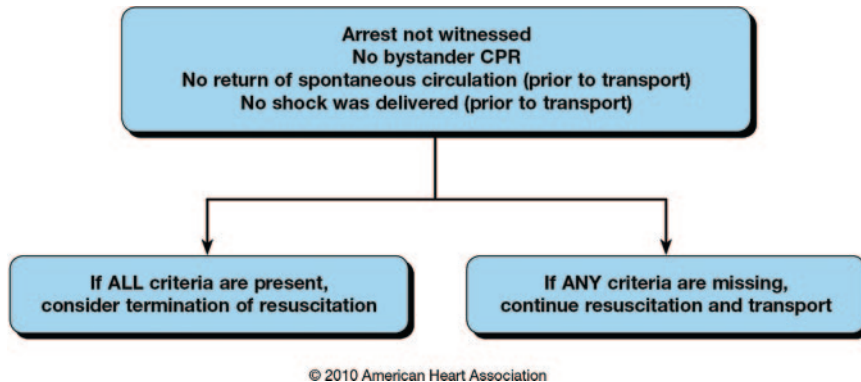 Arrest not witnessed
No bystander CPR
No return of spontaneous circulation (prior to transport)
No shock was delivered (prior to transport)
If ALL criteria are present,
consider termination of resuscitation
If ANY criteria are missing,
continue resuscitation and transport
© 2010 American Heart Association